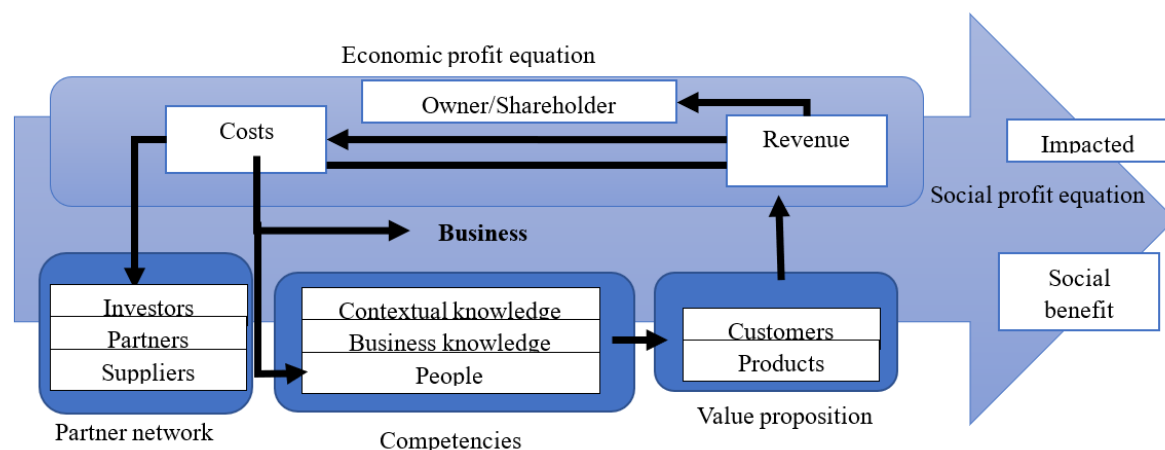 Economic profit equation
Owner/Shareholder
Costs
Revenue
Impacted
Social profit equation
Business
Social
benefit
Investors
Partners
Suppliers
Contextual knowledge
Business knowledge
People
Customers
Products
Partner network
Competencies
Value proposition